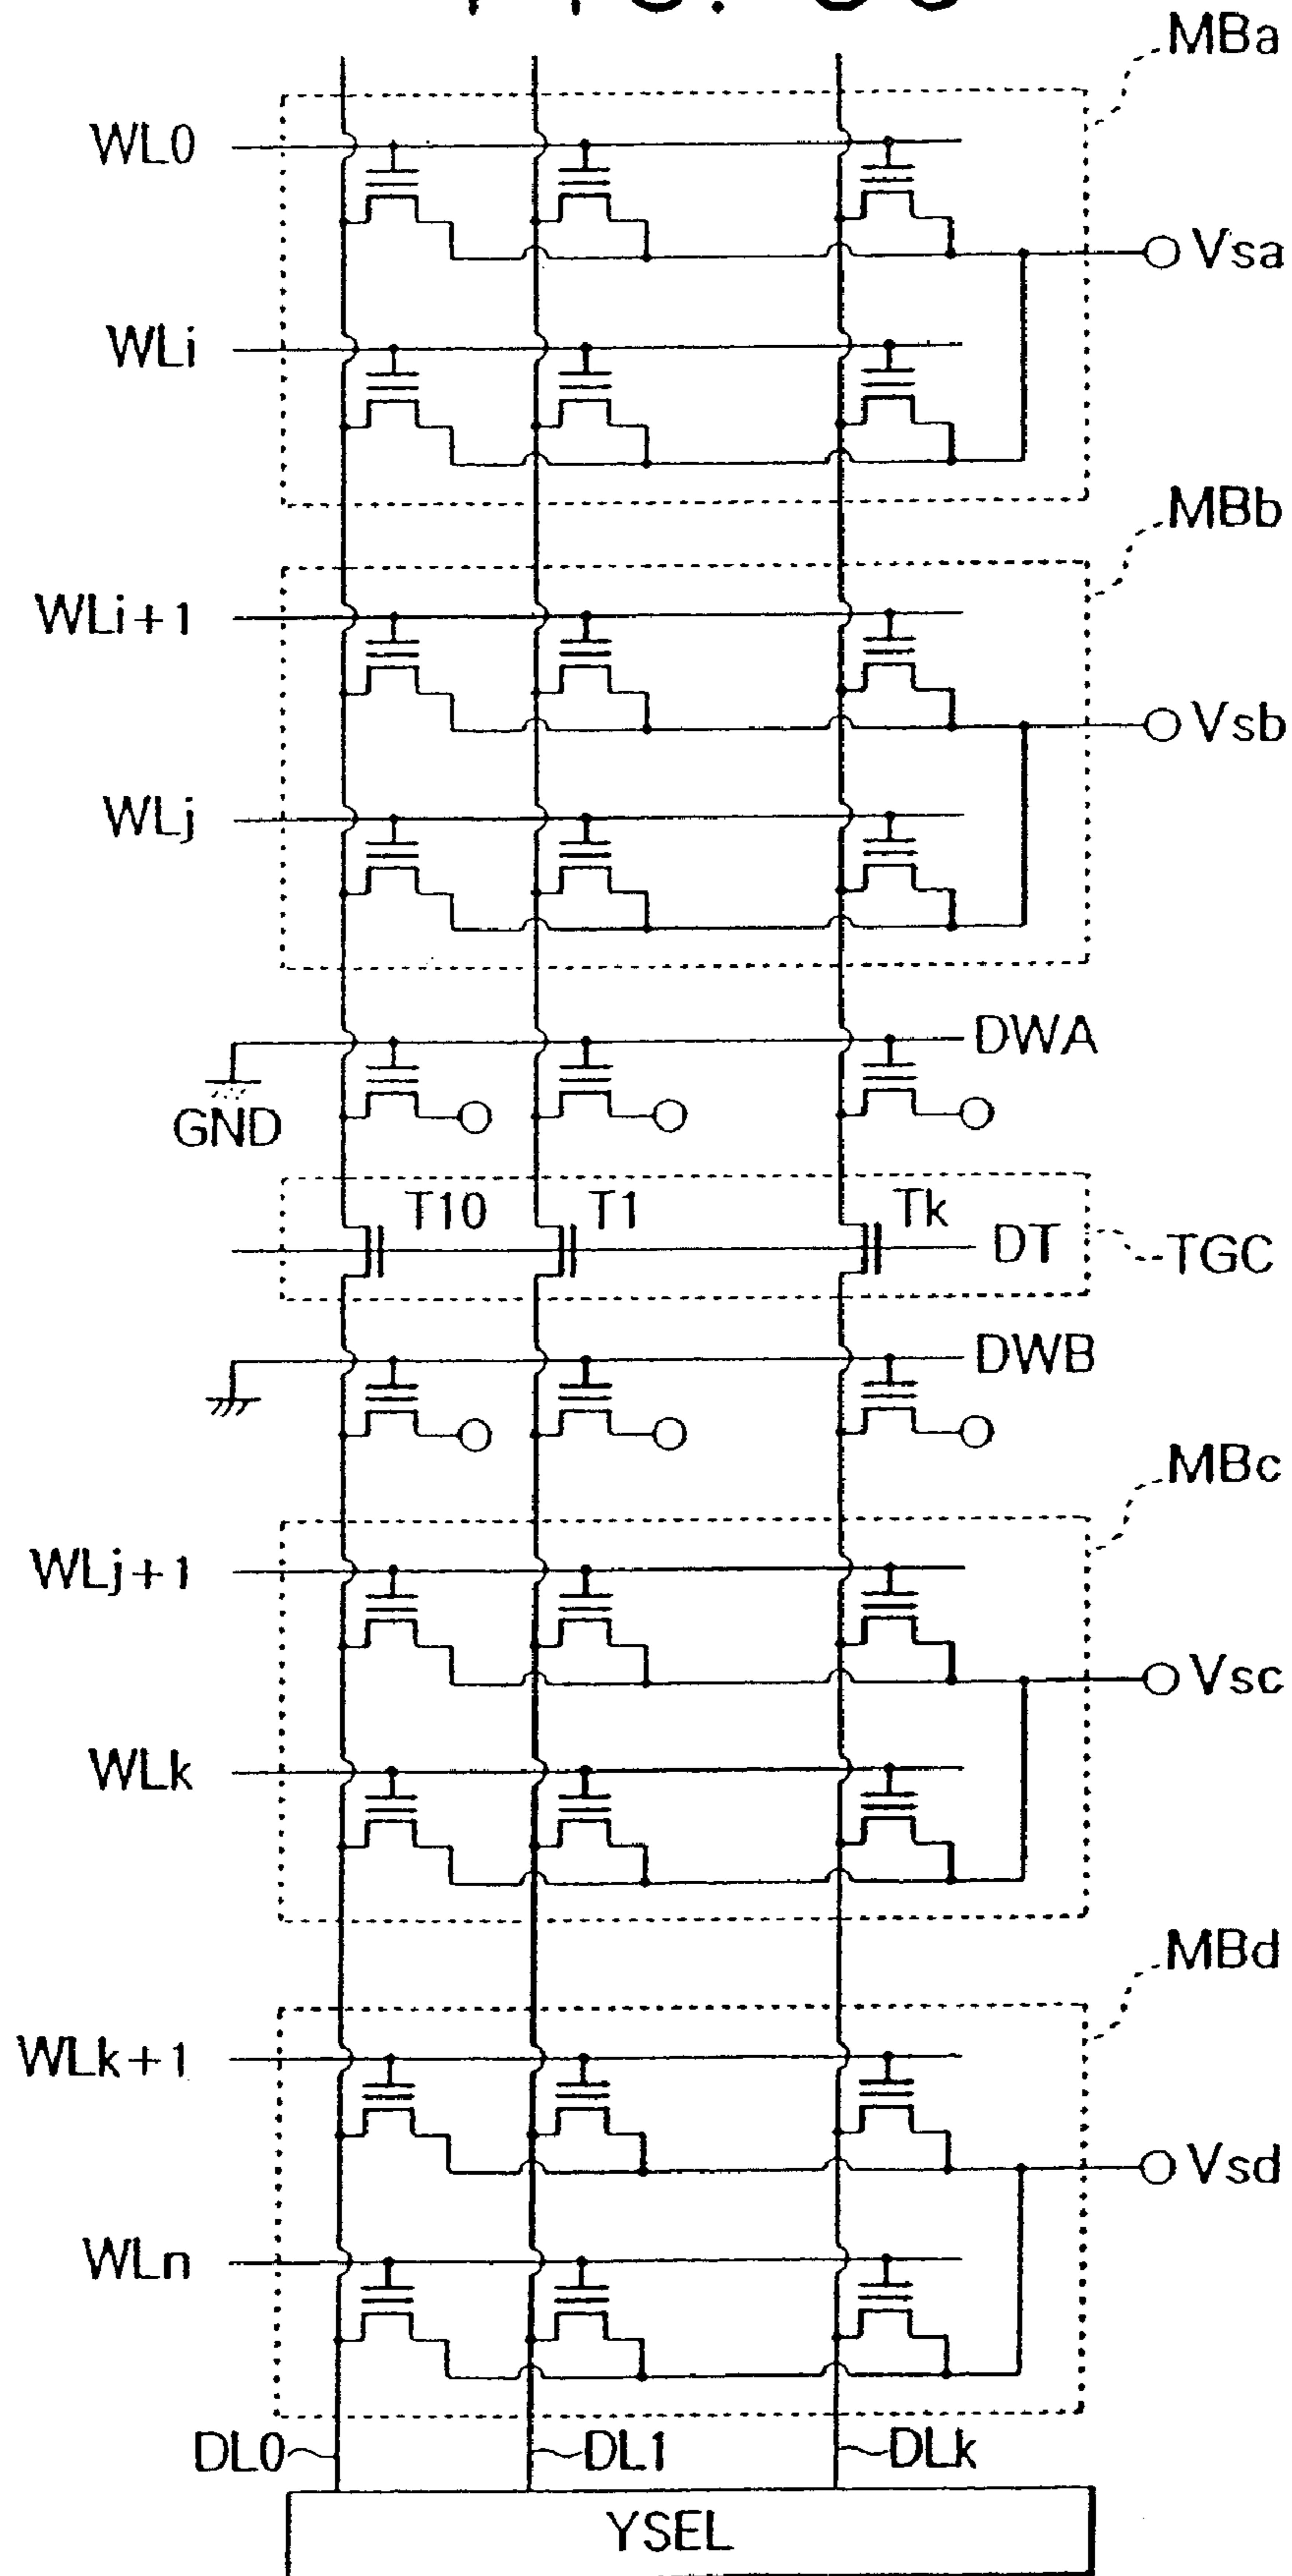 MBa
WL0
Vsa
WLi
MBb
WLi+1
Vsb
WLj
DWA
GND
T10 T1 Tk
DT
TGC
DWB
MBc
WLj+1
Vsc
WLk
MBd
WLk+1
Vsd
WLn
DL0 DL1 DLk
YSEL